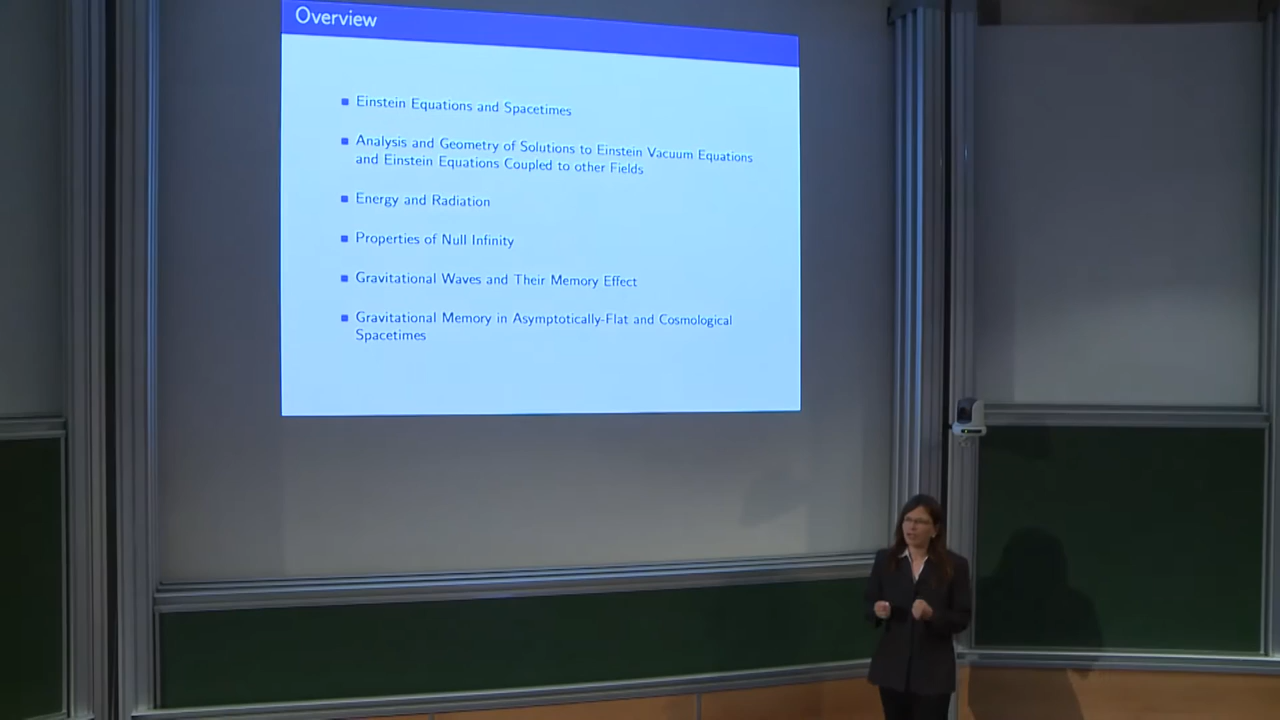 Overview
Einstein Equations and Spacetimes
Analysis and Geometry of Solutions to Einstein Vacuum Equations
and Einstein Equations Coupled to other Fields
Energy and Radiation
Properties of Null Infinity
Gravitational Waves and Their Memory Effect
Gravitational Memory in Asymptotically-Flat and Cosmological
Spacetimes